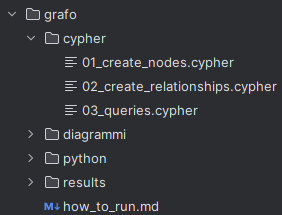 grafo
cypher
01_create_nodes.cypher
02_create_relationships.cypher
03_queries.cypher
diagrammi
python
results
M↓ how_to_run.md